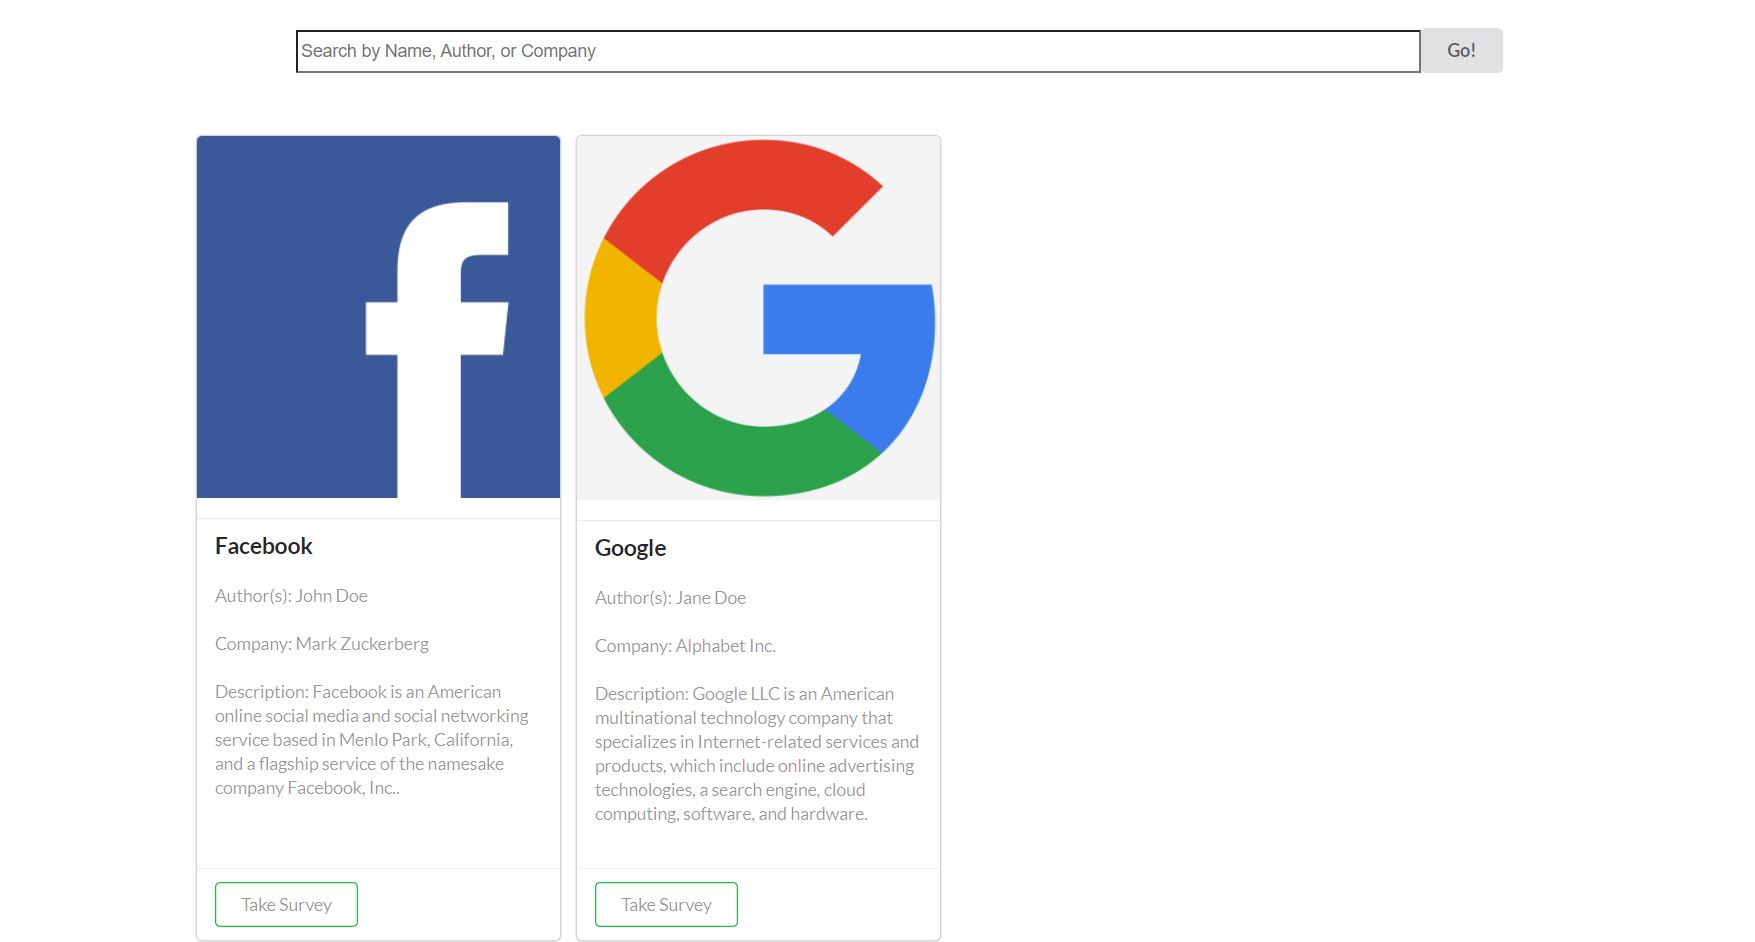 Search by Name, Author, or Company
Go!
f
G
Facebook
Author(s): John Doe
Company: Mark Zuckerberg
Description: Facebook is an American
online social media and social networking
service based in Menlo Park, California,
and a flagship service of the namesake
company Facebook, Inc..
Take Survey
Google
Author(s): Jane Doe
Company: Alphabet Inc.
Description: Google LLC is an American
multinational technology company that
specializes in Internet-related services and
products, which include online advertising
technologies, a search engine, cloud
computing, software, and hardware.
Take Survey